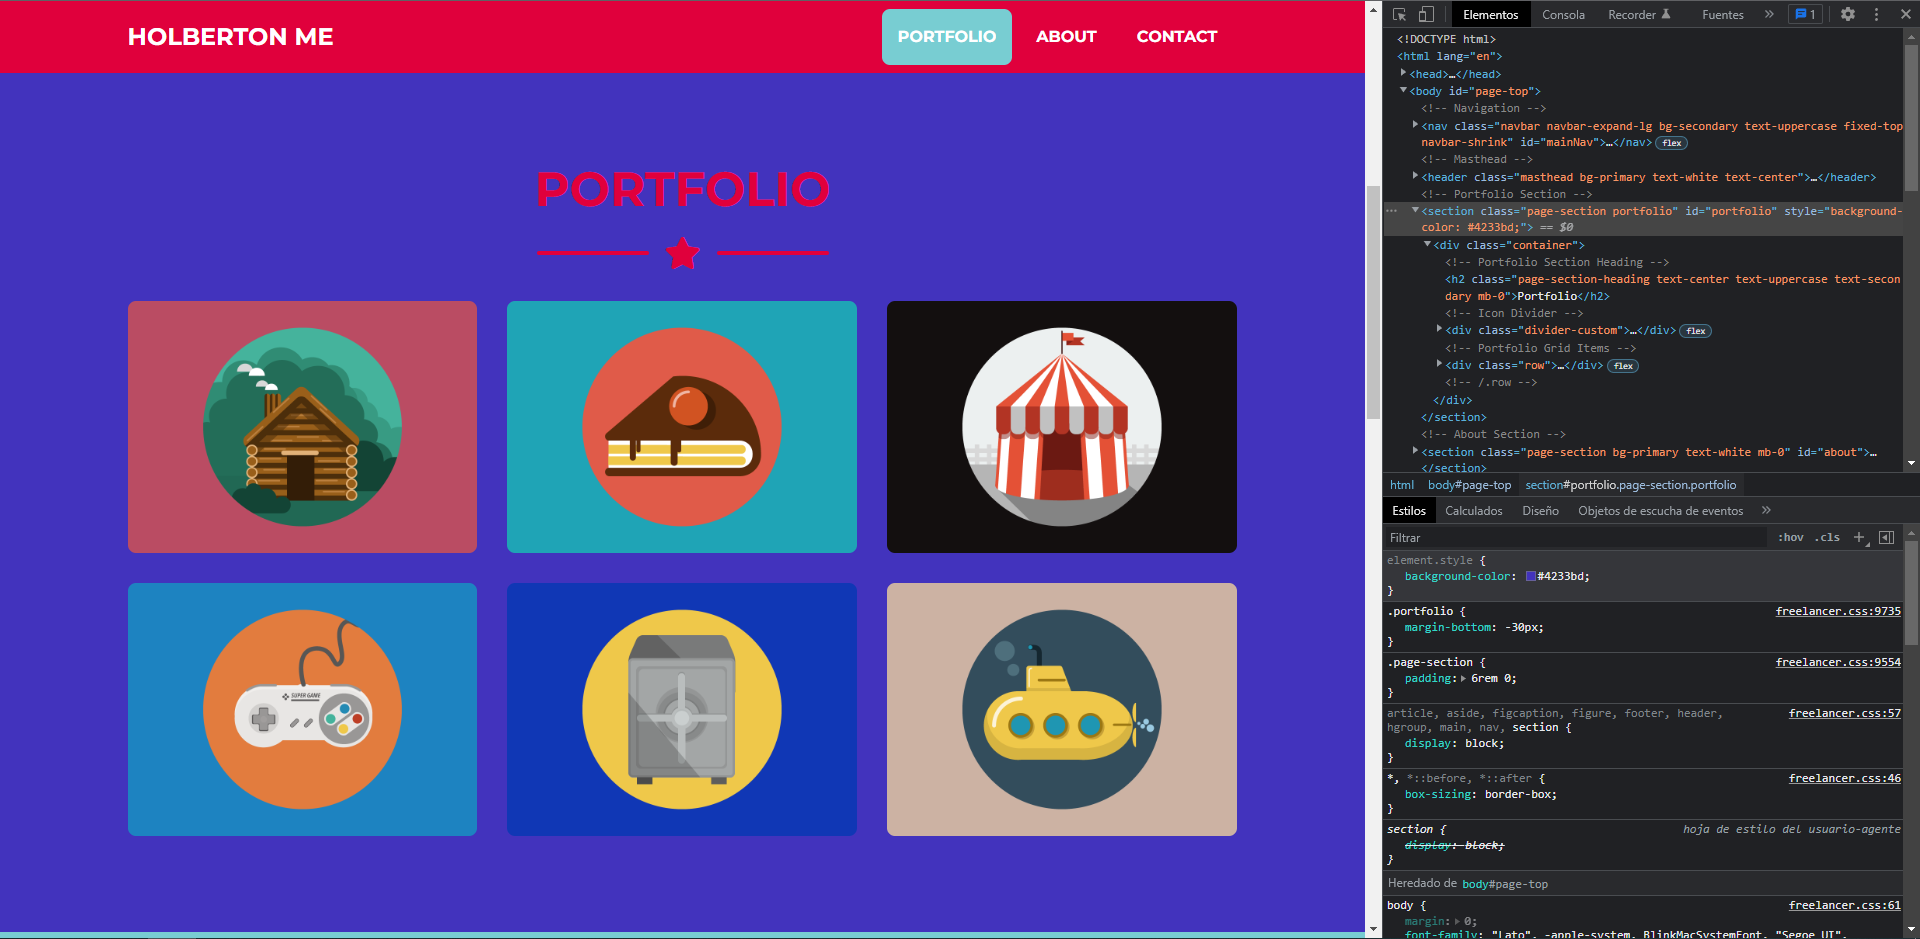 HOLBERTON ME
PORTFOLIO
ABOUT
CONTACT
PORTFOLIO
SUPER GAME
Elementos
Consola
Recorder
Fuentes
»
1
<!DOCTYPE html>
<html lang="en">
<head>…</head>
<body id="page-top">
<!-- Navigation -->
<nav class="navbar navbar-expand-lg bg-secondary text-uppercase fixed-top
navbar-shrink" id="mainNav">…</nav> flex
<!-- Masthead -->
<header class="masthead bg-primary text-white text-center">…</header>
<!-- Portfolio Section -->
<section class="page-section portfolio" id="portfolio" style="background-
color: #4233bd;"> == $0
<div class="container">
<!-- Portfolio Section Heading -->
<h2 class="page-section-heading text-center text-uppercase text-secon
dary mb-0">Portfolio</h2>
<!-- Icon Divider -->
<div class="divider-custom">…</div> flex
<!-- Portfolio Grid Items -->
<div class="row">…</div> flex
<!-- /.row -->
</div>
</section>
<!-- About Section -->
<section class="page-section bg-primary text-white mb-0" id="about">…
</section>
html body#page-top section#portfolio.page-section.portfolio
Estilos Calculados Diseño Objetos de escucha de eventos »
Filtrar :hov .cls +
element.style {
background-color: #4233bd;
}
.portfolio { freelancer.css:9735
margin-bottom: -30px;
}
.page-section { freelancer.css:9554
padding: 6rem 0;
}
article, aside, figcaption, figure, footer, header, freelancer.css:57
hgroup, main, nav, section {
display: block;
}
*, *::before, *::after { freelancer.css:46
box-sizing: border-box;
}
section { hoja de estilo del usuario-agente
display: block;
}
Heredado de body#page-top
body { freelancer.css:61
margin: 0;
font-family: "Lato", -apple-system, BlinkMacSystemFont, "Segoe UI",